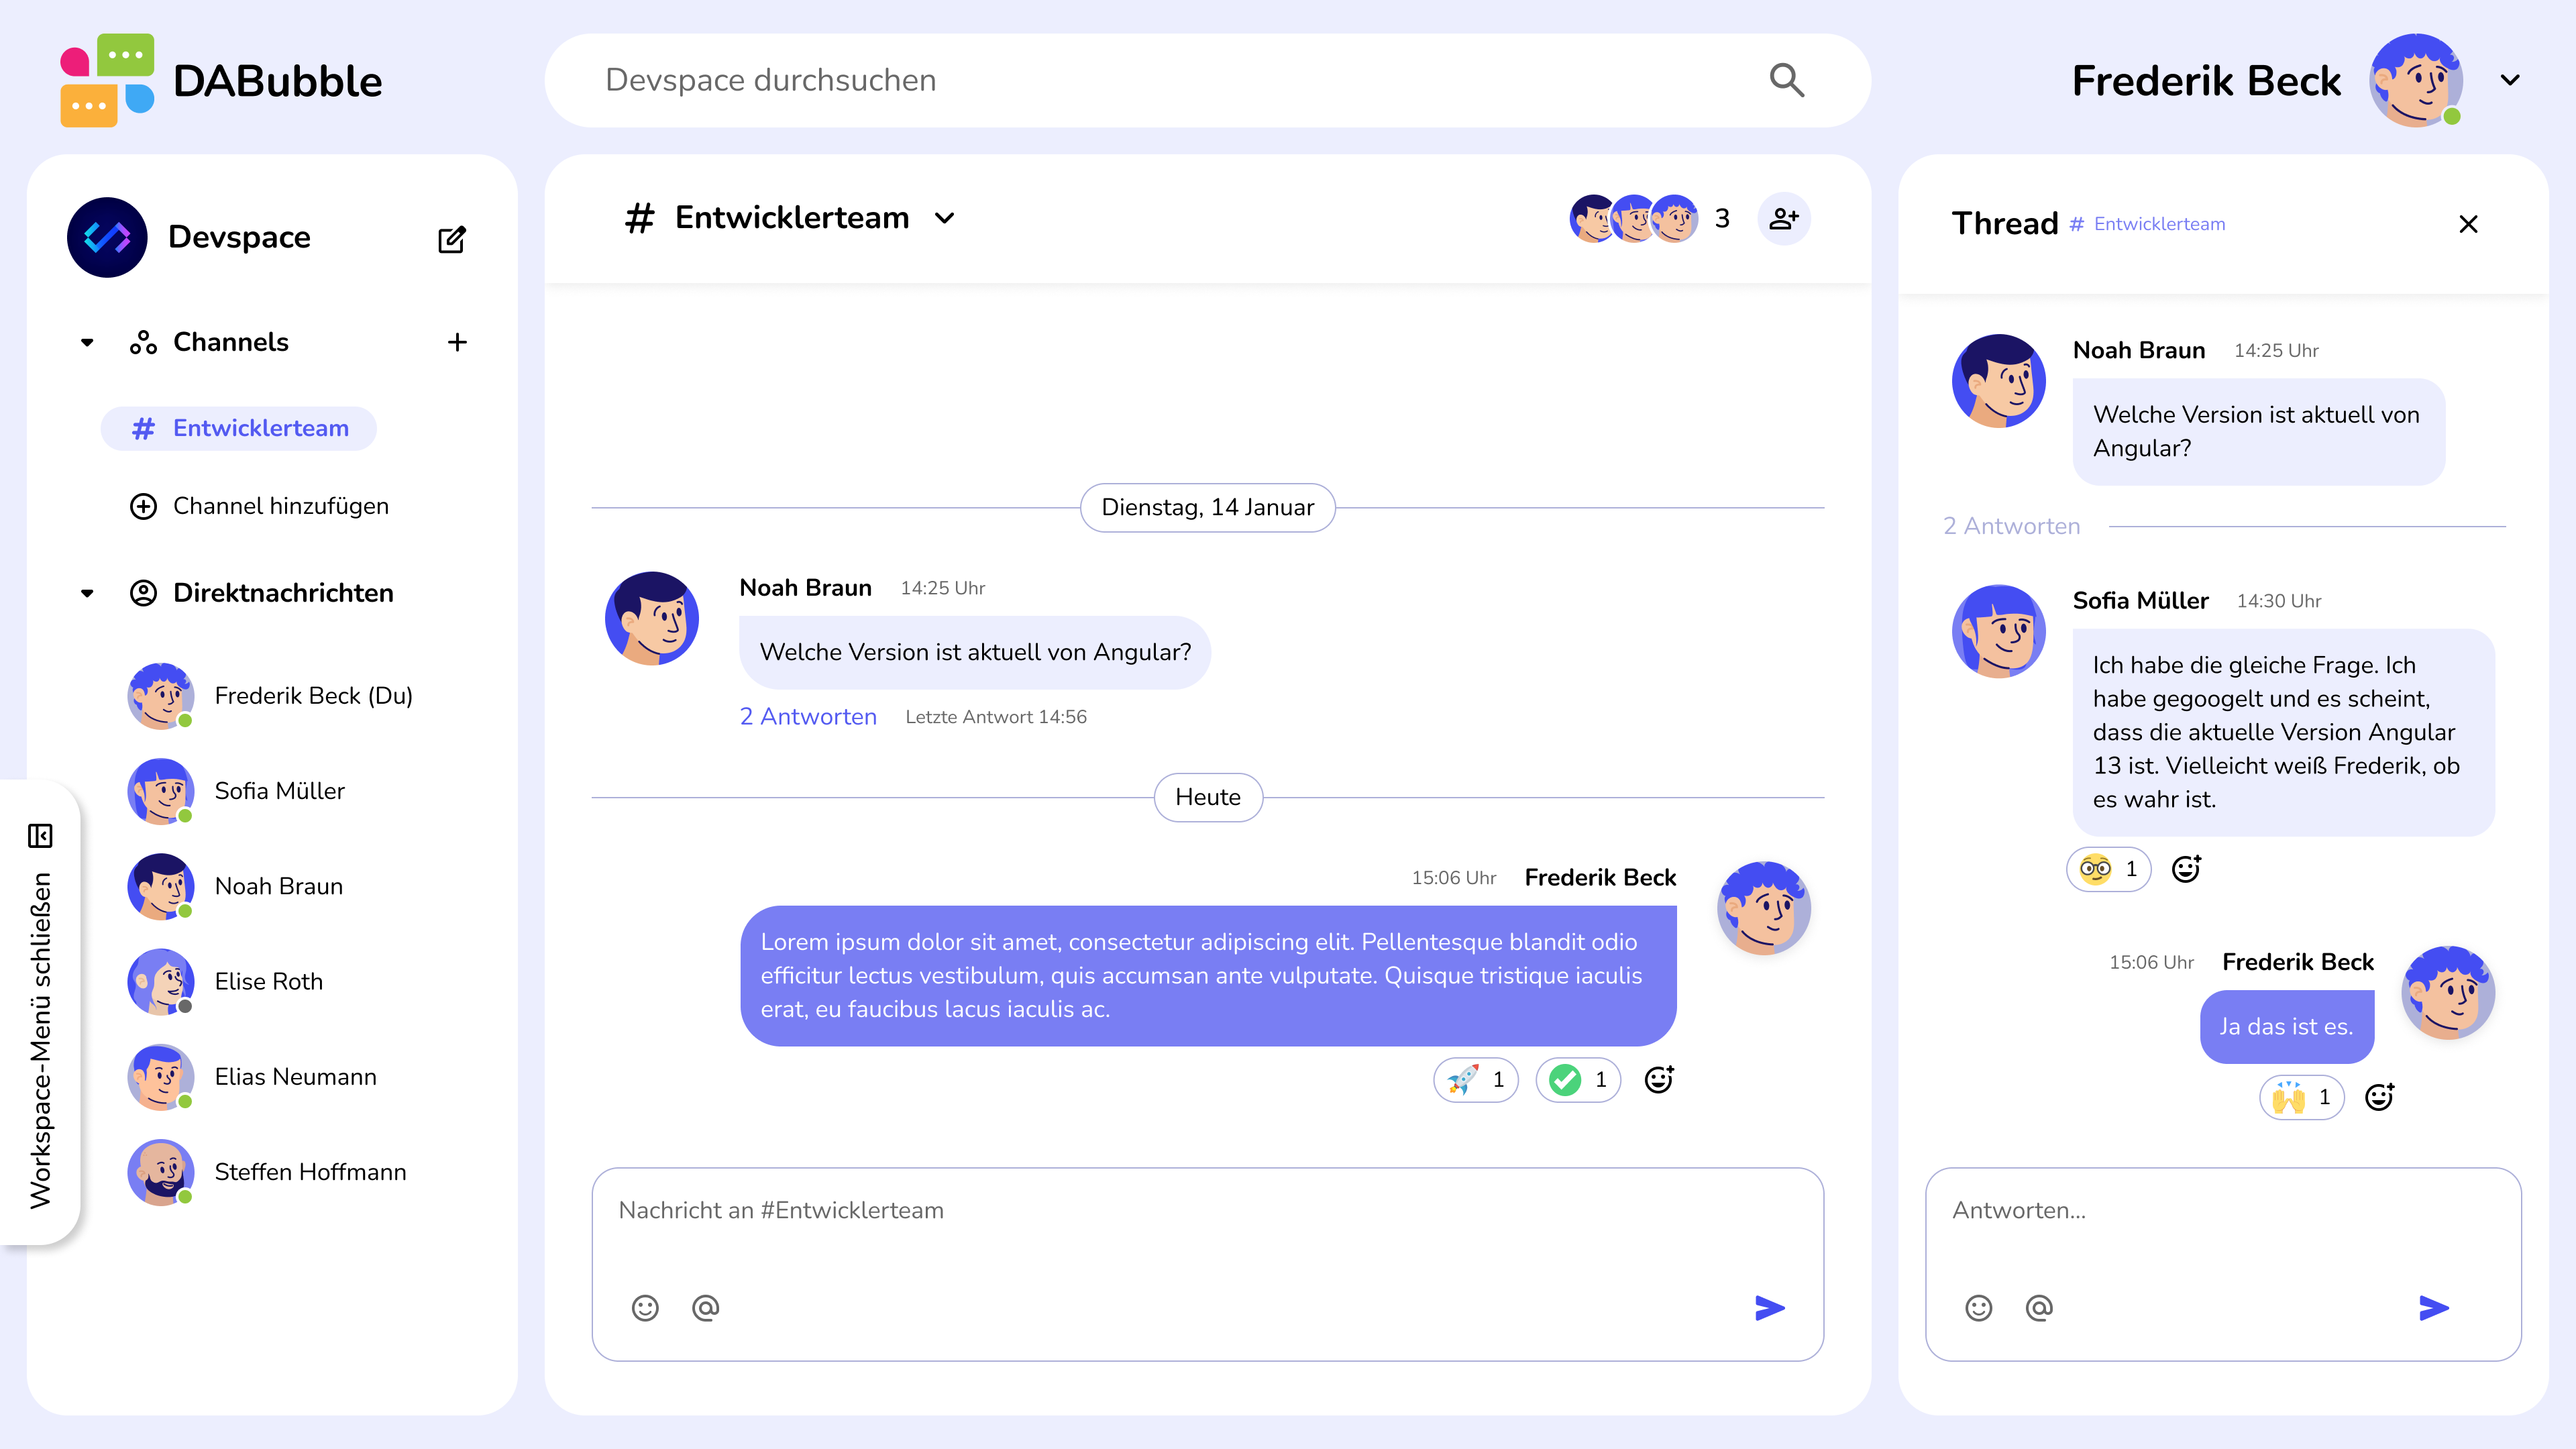 DABubble
Devspace durchsuchen
Frederik Beck
Devspace
Channels
# Entwicklerteam
Channel hinzufügen
Direktnachrichten
Frederik Beck (Du)
Sofia Müller
Noah Braun
Elise Roth
Elias Neumann
Steffen Hoffmann
Workspace-Menü schließen
# Entwicklerteam
3
Dienstag, 14 Januar
Noah Braun 14:25 Uhr
Welche Version ist aktuell von Angular?
2 Antworten Letzte Antwort 14:56
Heute
15:06 Uhr Frederik Beck
Lorem ipsum dolor sit amet, consectetur adipiscing elit. Pellentesque blandit odio
efficitur lectus vestibulum, quis accumsan ante vulputate. Quisque tristique iaculis
erat, eu faucibus lacus iaculis ac.
1 1
Nachricht an #Entwicklerteam
@
Thread # Entwicklerteam
Noah Braun 14:25 Uhr
Welche Version ist aktuell von
Angular?
2 Antworten
Sofia Müller 14:30 Uhr
Ich habe die gleiche Frage. Ich
habe gegoogelt und es scheint,
dass die aktuelle Version Angular
13 ist. Vielleicht weiß Frederik, ob
es wahr ist.
1
15:06 Uhr Frederik Beck
Ja das ist es.
1
Antworten...
@